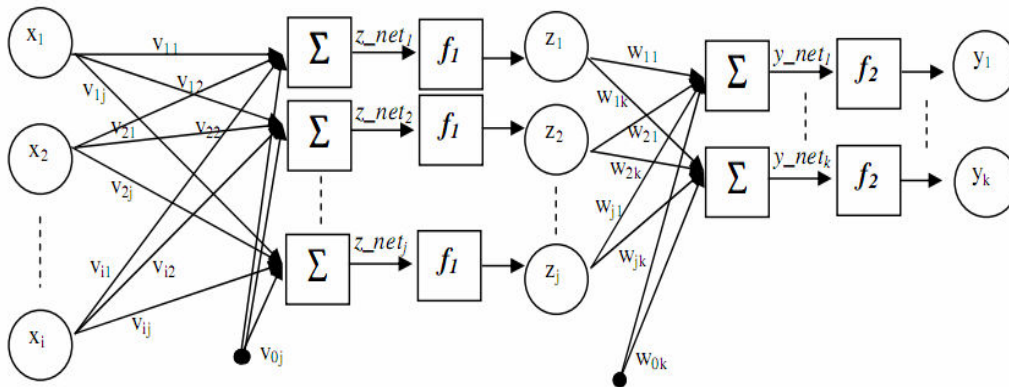 x₁ v₁₁ Σ z_net₁ f₁ z₁ w₁₁ Σ y_net₁ f₂ y₁
v₁₂
v₁ⱼ w₁ₖ
x₂ v₂₁ v₂₂ Σ z_net₂ f₁ z₂ w₂₁
v₂ⱼ w₂ₖ Σ y_netₖ f₂ yₖ
wⱼ₁
vᵢ₁ vᵢ₂ Σ z_netⱼ f₁ zⱼ wⱼₖ
xᵢ vᵢⱼ v₀ⱼ w₀ₖ